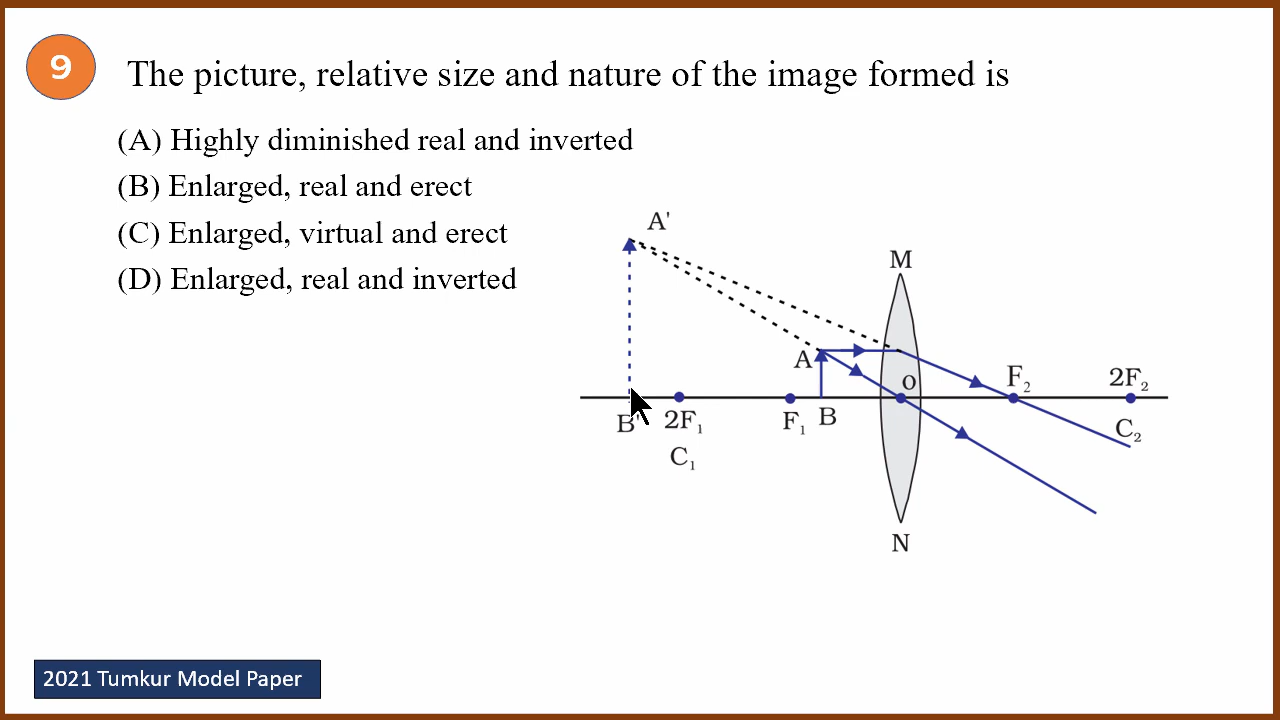 9
The picture, relative size and nature of the image formed is
(A) Highly diminished real and inverted
(B) Enlarged, real and erect
(C) Enlarged, virtual and erect
(D) Enlarged, real and inverted
A'
M
A
O
F₂
2F₂
B'
2F₁
F₁
B
C₂
C₁
N
2021 Tumkur Model Paper